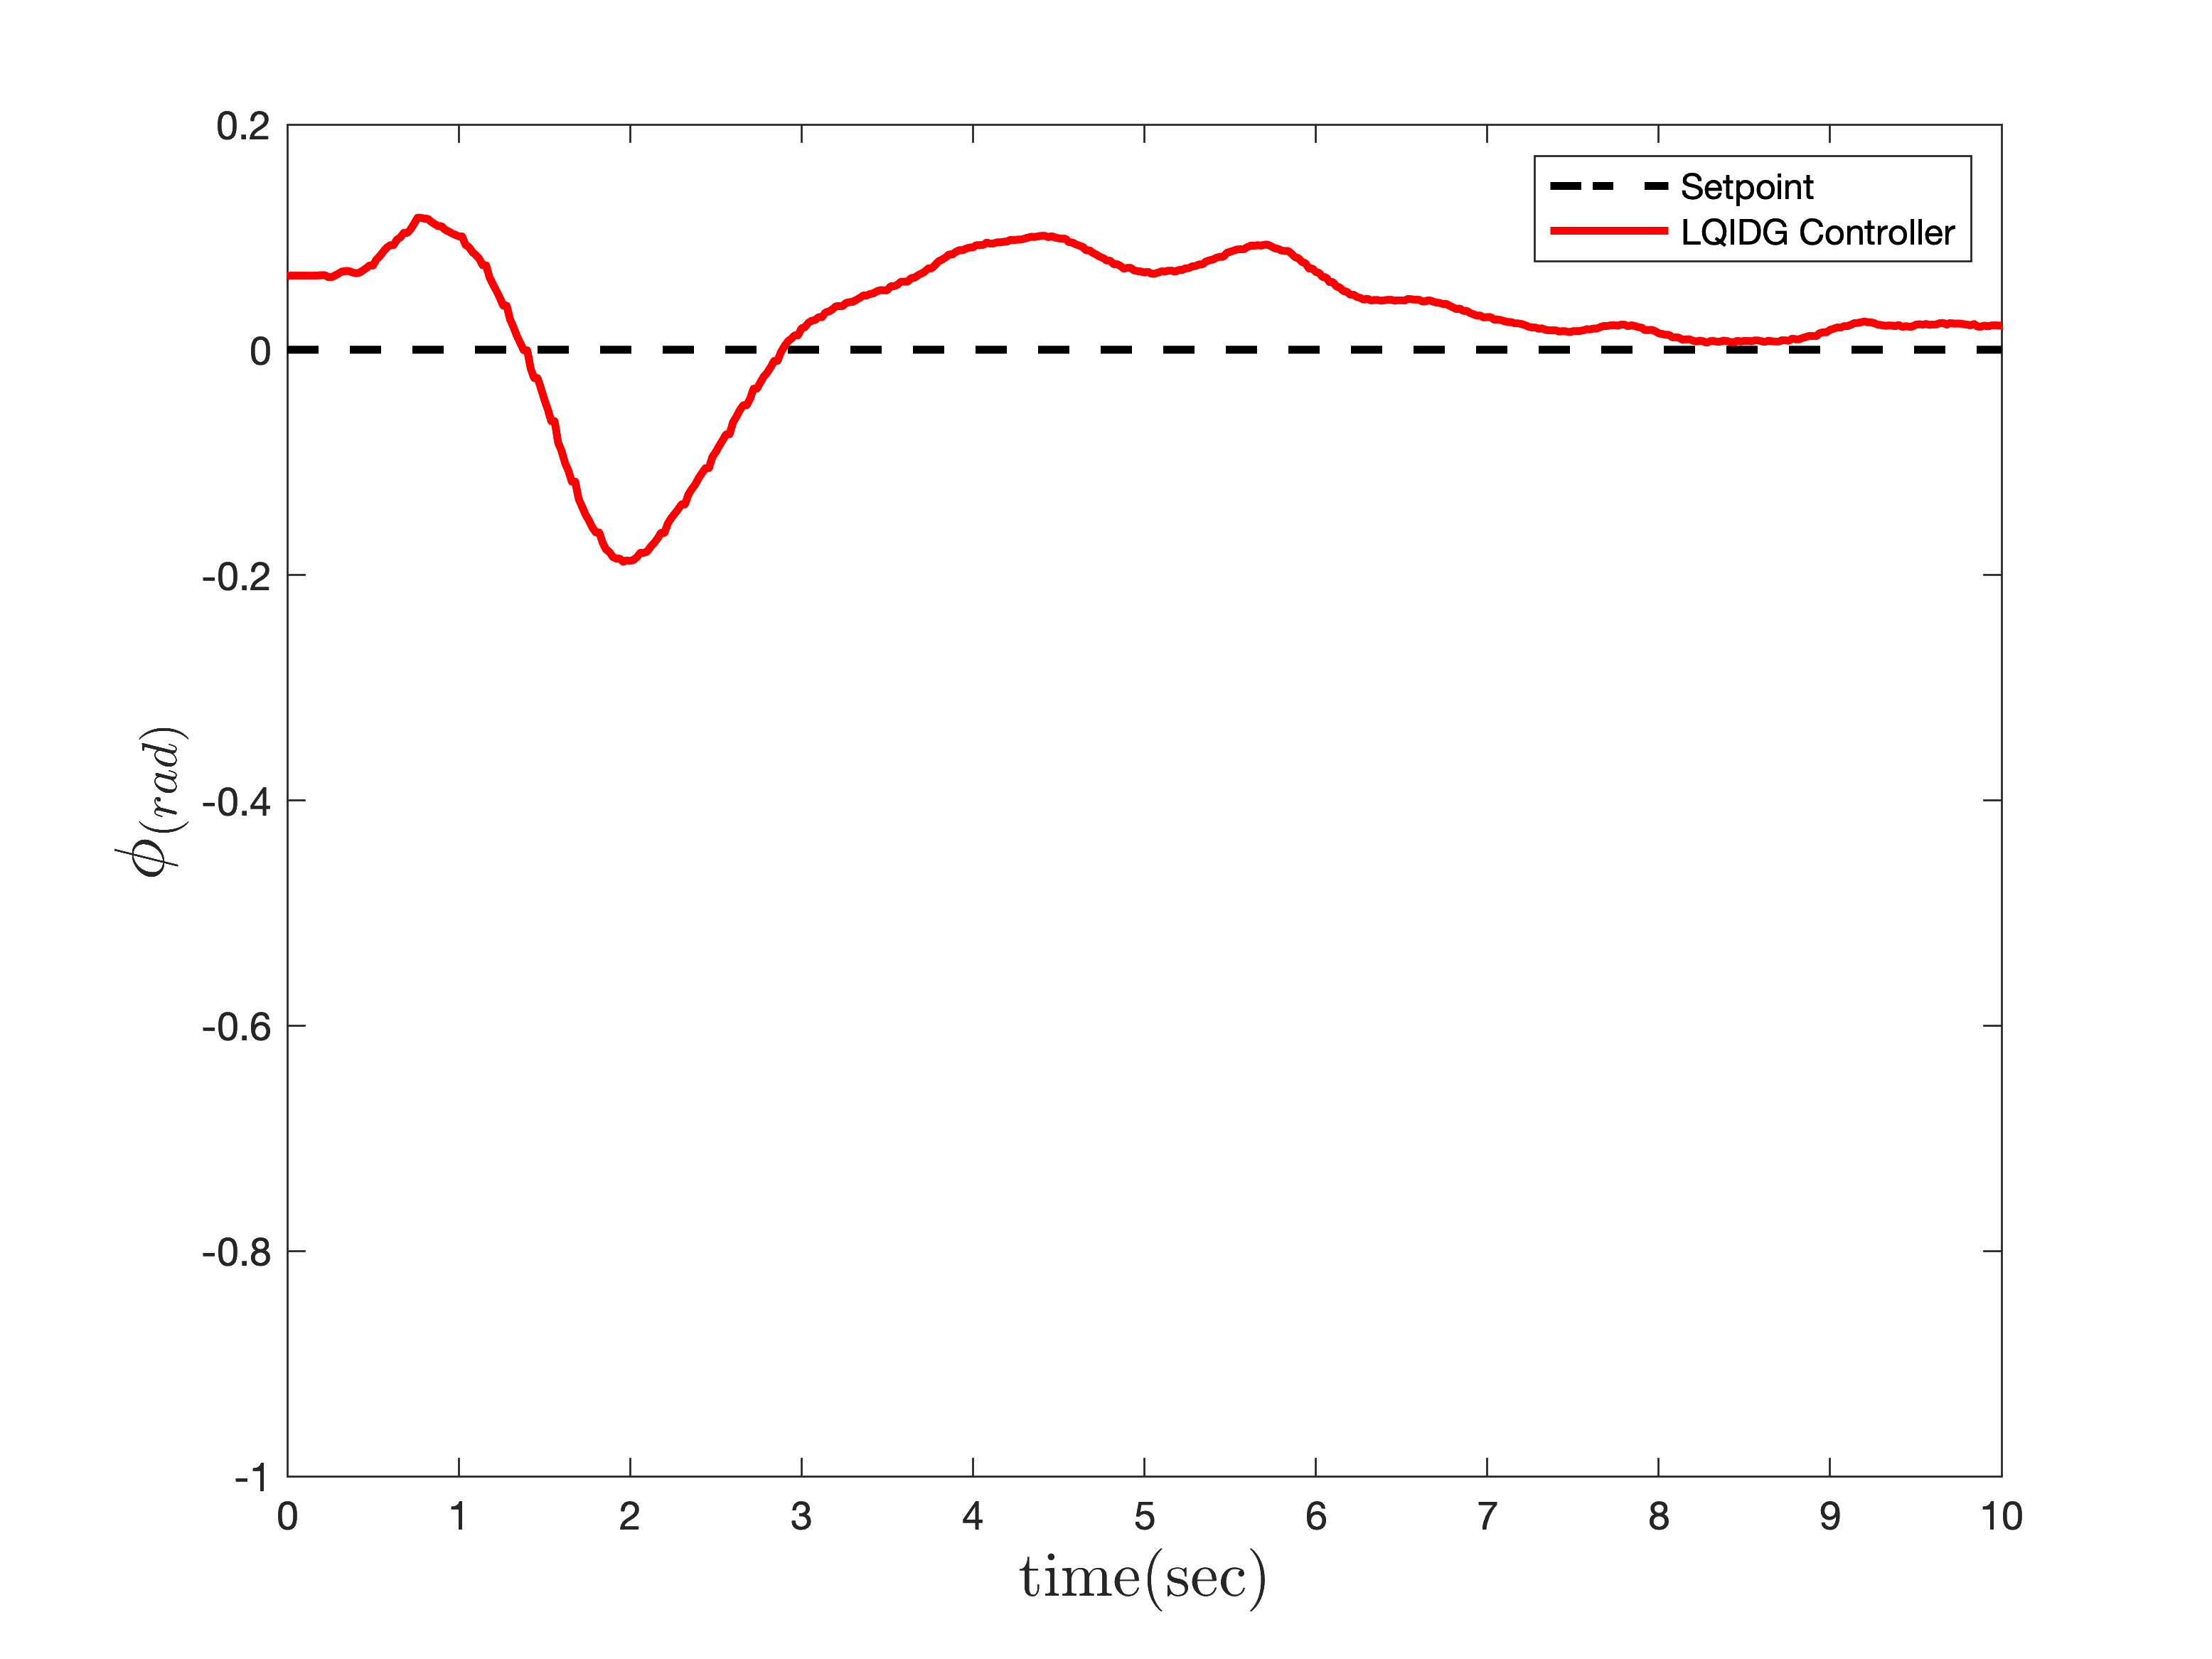 0.2
0
-0.2
-0.4
-0.6
-0.8
-1
0 1 2 3 4 5 6 7 8 9 10
time(sec)
ϕ(rad)
Setpoint
LQIDG Controller